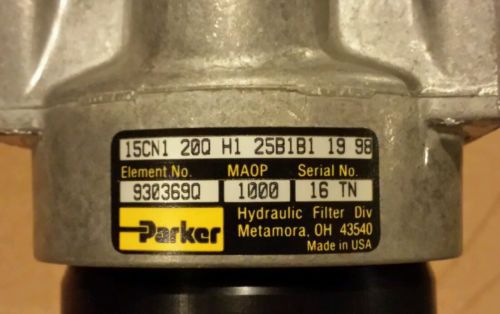 15CN1 20Q H1 25B1B1 19 98
Element No. MAOP Serial No.
930369Q 1000 16 TN
Parker
Hydraulic Filter Div
Metamora, OH 43540
Made in USA